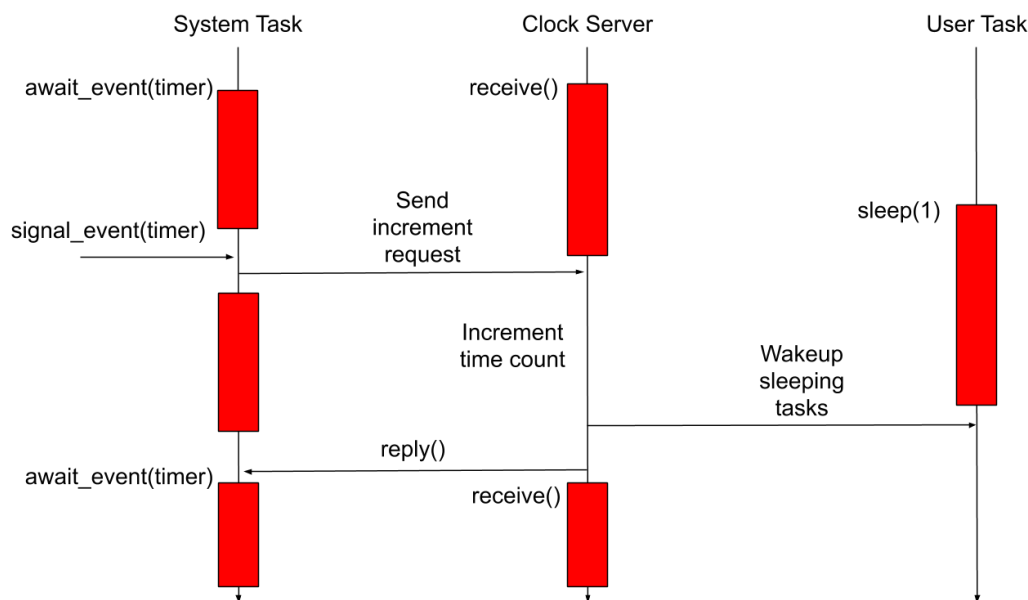 System Task
Clock Server
User Task
await_event(timer)
receive()
Send
increment
request
sleep(1)
signal_event(timer)
Increment
time count
Wakeup
sleeping
tasks
reply()
await_event(timer)
receive()